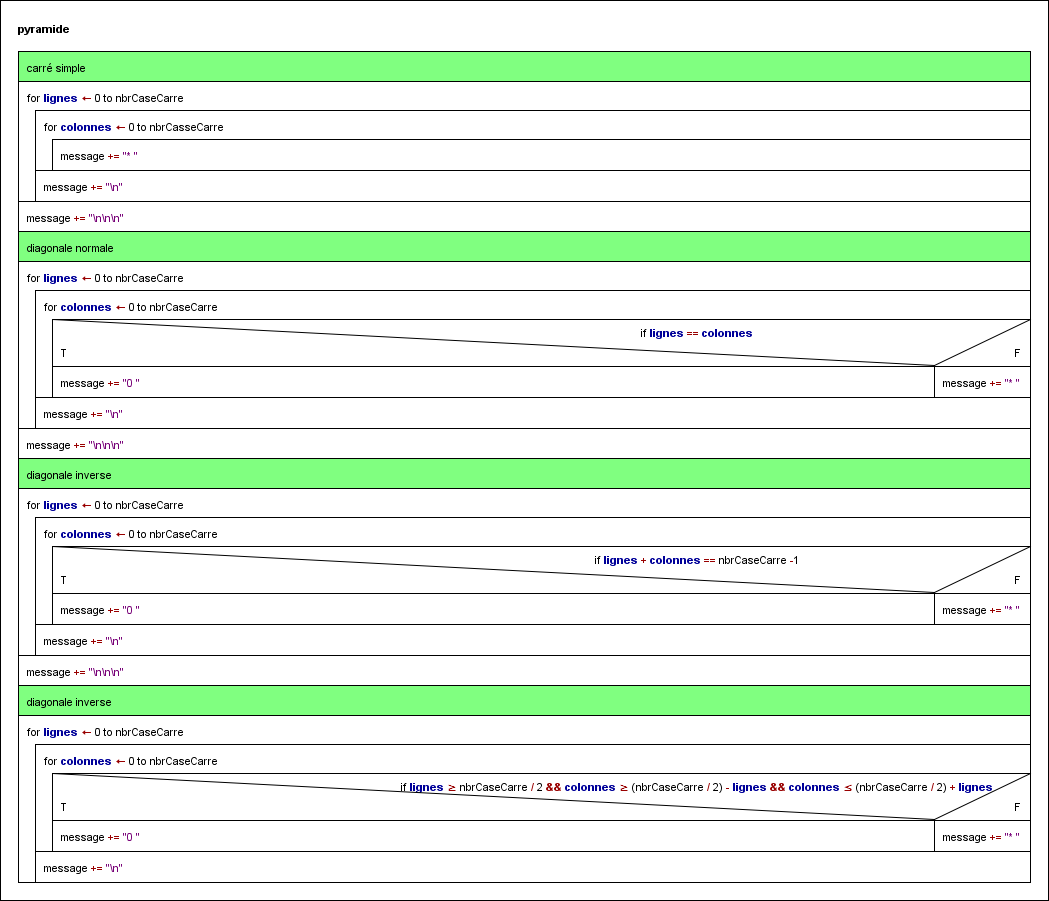 pyramide
carré simple
for lignes ← 0 to nbrCaseCarre
for colonnes ← 0 to nbrCasseCarre
message += "* "
message += "\n"
message += "\n\n\n"
diagonale normale
for lignes ← 0 to nbrCaseCarre
for colonnes ← 0 to nbrCaseCarre
if lignes == colonnes
T F
message += "0 " message += "* "
message += "\n"
message += "\n\n\n"
diagonale inverse
for lignes ← 0 to nbrCaseCarre
for colonnes ← 0 to nbrCaseCarre
if lignes + colonnes == nbrCaseCarre -1
T F
message += "0 " message += "* "
message += "\n"
message += "\n\n\n"
diagonale inverse
for lignes ← 0 to nbrCaseCarre
for colonnes ← 0 to nbrCaseCarre
if lignes ≥ nbrCaseCarre / 2 && colonnes ≥ (nbrCaseCarre / 2) - lignes && colonnes ≤ (nbrCaseCarre / 2) + lignes
T F
message += "0 " message += "* "
message += "\n"